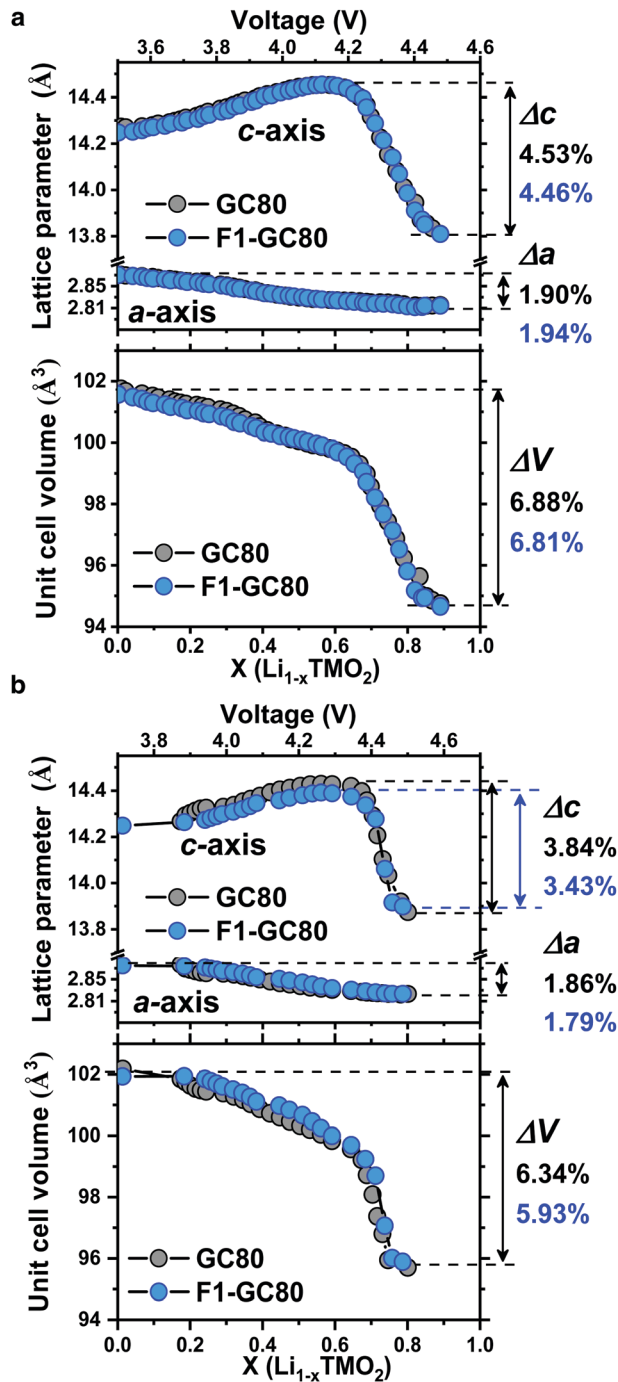 a
Voltage (V)
3.6 3.8 4.0 4.2 4.4 4.6
Lattice parameter (Å)
14.4
14.2
14.0
13.8
2.85
2.81
c-axis
GC80
F1-GC80
a-axis
Δc
4.53%
4.46%
Δa
1.90%
1.94%
Unit cell volume (Å³)
102
100
98
96
94
GC80
F1-GC80
ΔV
6.88%
6.81%
0.0 0.2 0.4 0.6 0.8 1.0
X (Li₁₋ₓTMO₂)
b
Voltage (V)
3.8 4.0 4.2 4.4 4.6
Lattice parameter (Å)
14.4
14.2
14.0
13.8
2.85
2.81
c-axis
GC80
F1-GC80
a-axis
Δc
3.84%
3.43%
Δa
1.86%
1.79%
Unit cell volume (Å³)
102
100
98
96
94
GC80
F1-GC80
ΔV
6.34%
5.93%
0.0 0.2 0.4 0.6 0.8 1.0
X (Li₁₋ₓTMO₂)